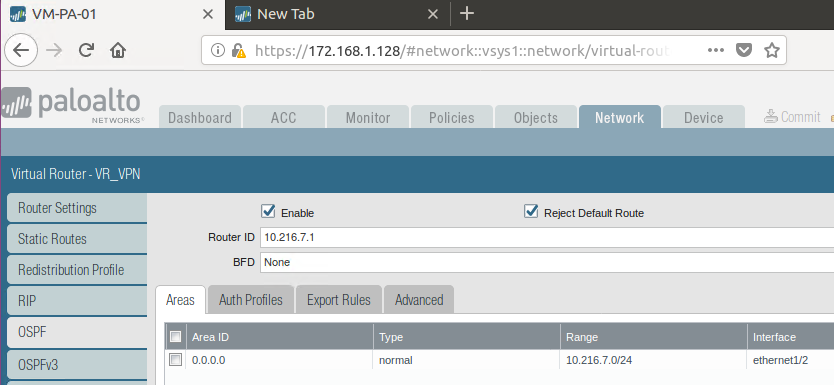 VM-PA-01
New Tab
https://172.168.1.128/#network::vsys1::network/virtual-rout
paloalto
NETWORKS
Dashboard ACC Monitor Policies Objects Network Device Commit
Virtual Router - VR_VPN
Router Settings
Static Routes
Redistribution Profile
RIP
OSPF
OSPFv3
Enable Reject Default Route
Router ID 10.216.7.1
BFD None
Areas Auth Profiles Export Rules Advanced
Area ID Type Range Interface
0.0.0.0 normal 10.216.7.0/24 ethernet1/2